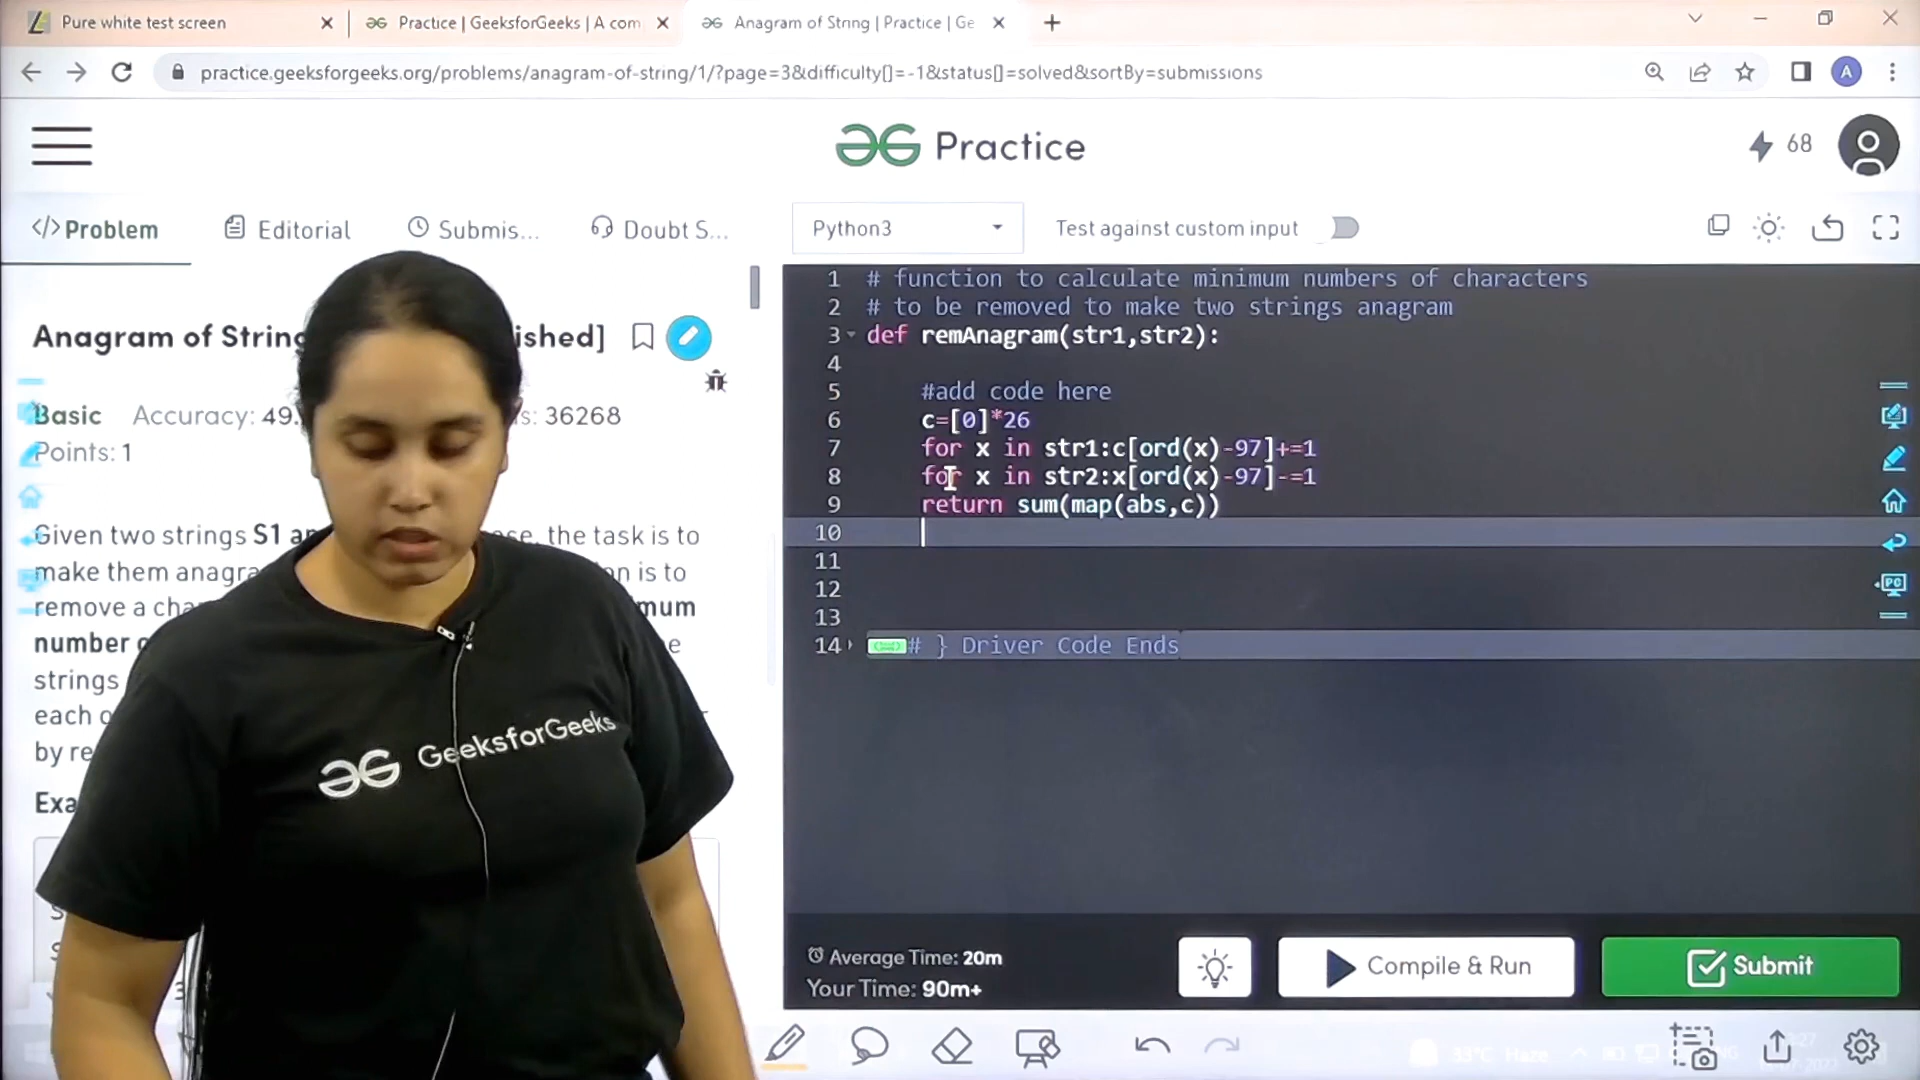 Pure white test screen
Practice | GeeksforGeeks | A com
Anagram of String | Practice | Ge
practice.geeksforgeeks.org/problems/anagram-of-string/1/?page=3&difficulty[]=-1&status[]=solved&sortBy=submissions
A
Practice
68
</>Problem
Editorial
Submis...
Doubt S...
Python3
Test against custom input
Anagram of String
ished]
Basic Accuracy: 49.
s: 36268
Points: 1
Given two strings S1 an
se, the task is to
make them anagra
on is to
remove a cha
mum
number o
e
strings
each o
by re
Exa
S
S
3
1 # function to calculate minimum numbers of characters
2 # to be removed to make two strings anagram
3 def remAnagram(str1,str2):
4
5 #add code here
6 c=[0]*26
7 for x in str1:c[ord(x)-97]+=1
8 for x in str2:x[ord(x)-97]-=1
9 return sum(map(abs,c))
10
11
12
13
14 # } Driver Code Ends
PC
GeeksforGeeks
Average Time: 20m
Your Time: 90m+
Compile & Run
Submit
33°C Haze